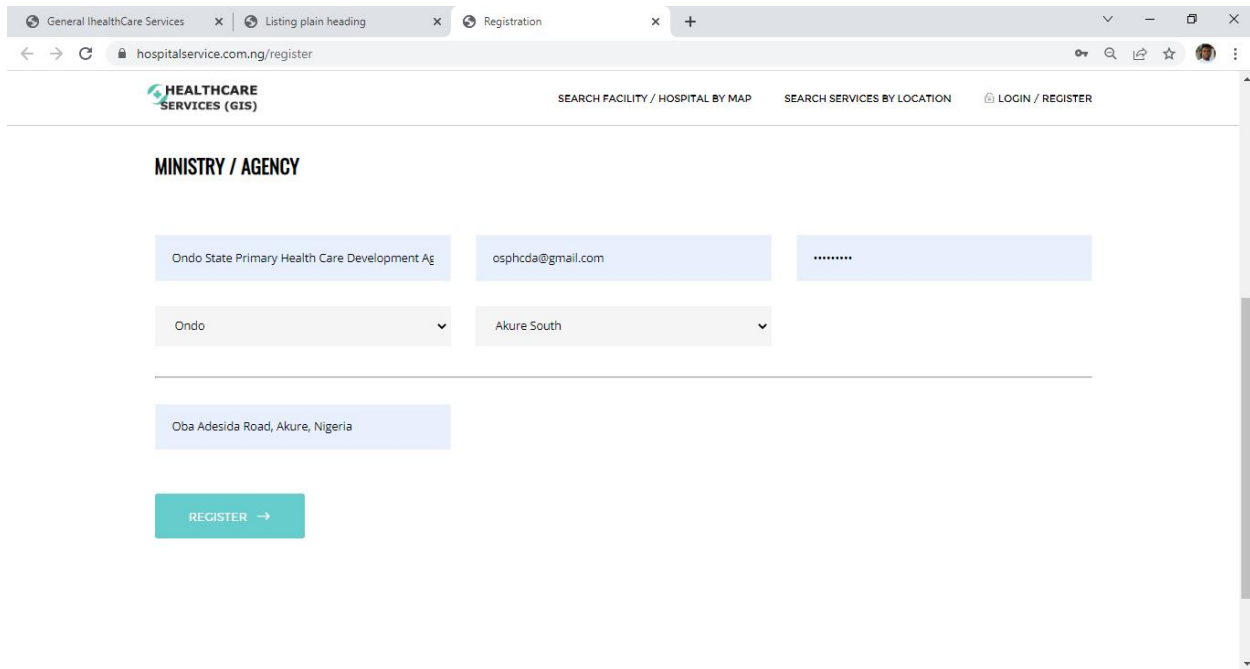 General IhealthCare Services
Listing plain heading
Registration
hospitalservice.com.ng/register
HEALTHCARE
SERVICES (GIS)
SEARCH FACILITY / HOSPITAL BY MAP
SEARCH SERVICES BY LOCATION
LOGIN / REGISTER
MINISTRY / AGENCY
Ondo State Primary Health Care Development Ag
osphcda@gmail.com
•••••••••
Ondo
Akure South
Oba Adesida Road, Akure, Nigeria
REGISTER →